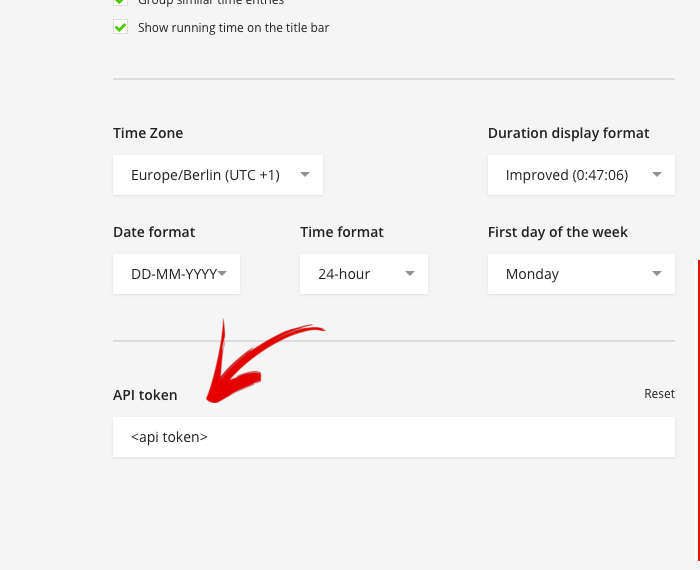 Group similar time entries
Show running time on the title bar
Time Zone
Duration display format
Europe/Berlin (UTC +1)
Improved (0:47:06)
Date format
Time format
First day of the week
DD-MM-YYYY
24-hour
Monday
API token
Reset
<api token>